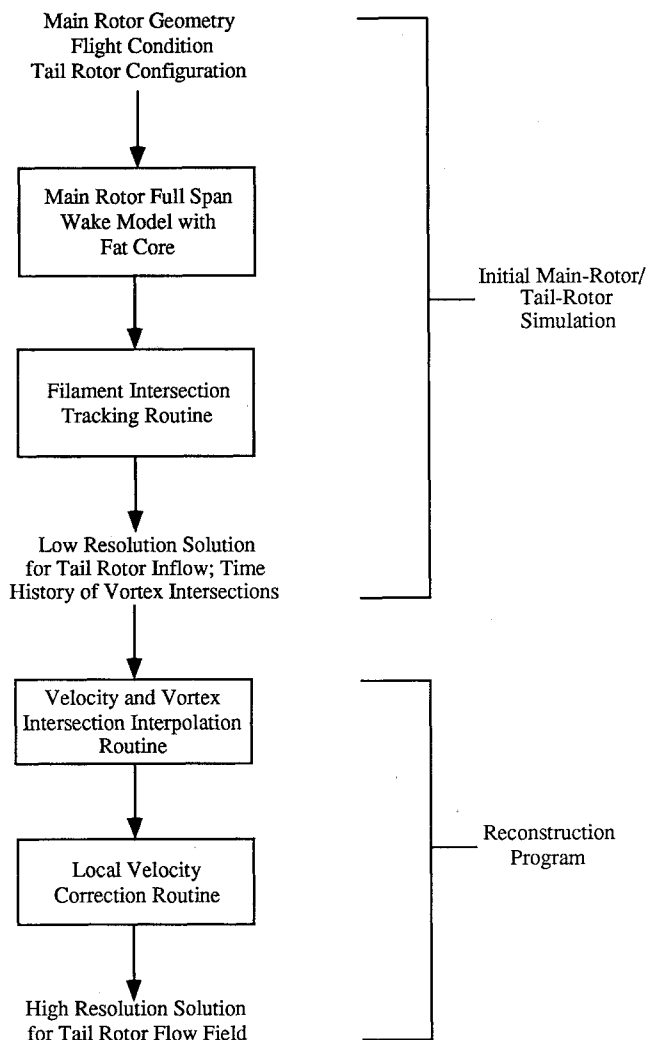 Main Rotor Geometry
Flight Condition
Tail Rotor Configuration
Main Rotor Full Span
Wake Model with
Fat Core
Initial Main-Rotor/
Tail-Rotor
Simulation
Filament Intersection
Tracking Routine
Low Resolution Solution
for Tail Rotor Inflow; Time
History of Vortex Intersections
Velocity and Vortex
Intersection Interpolation
Routine
Reconstruction
Program
Local Velocity
Correction Routine
High Resolution Solution
for Tail Rotor Flow Field